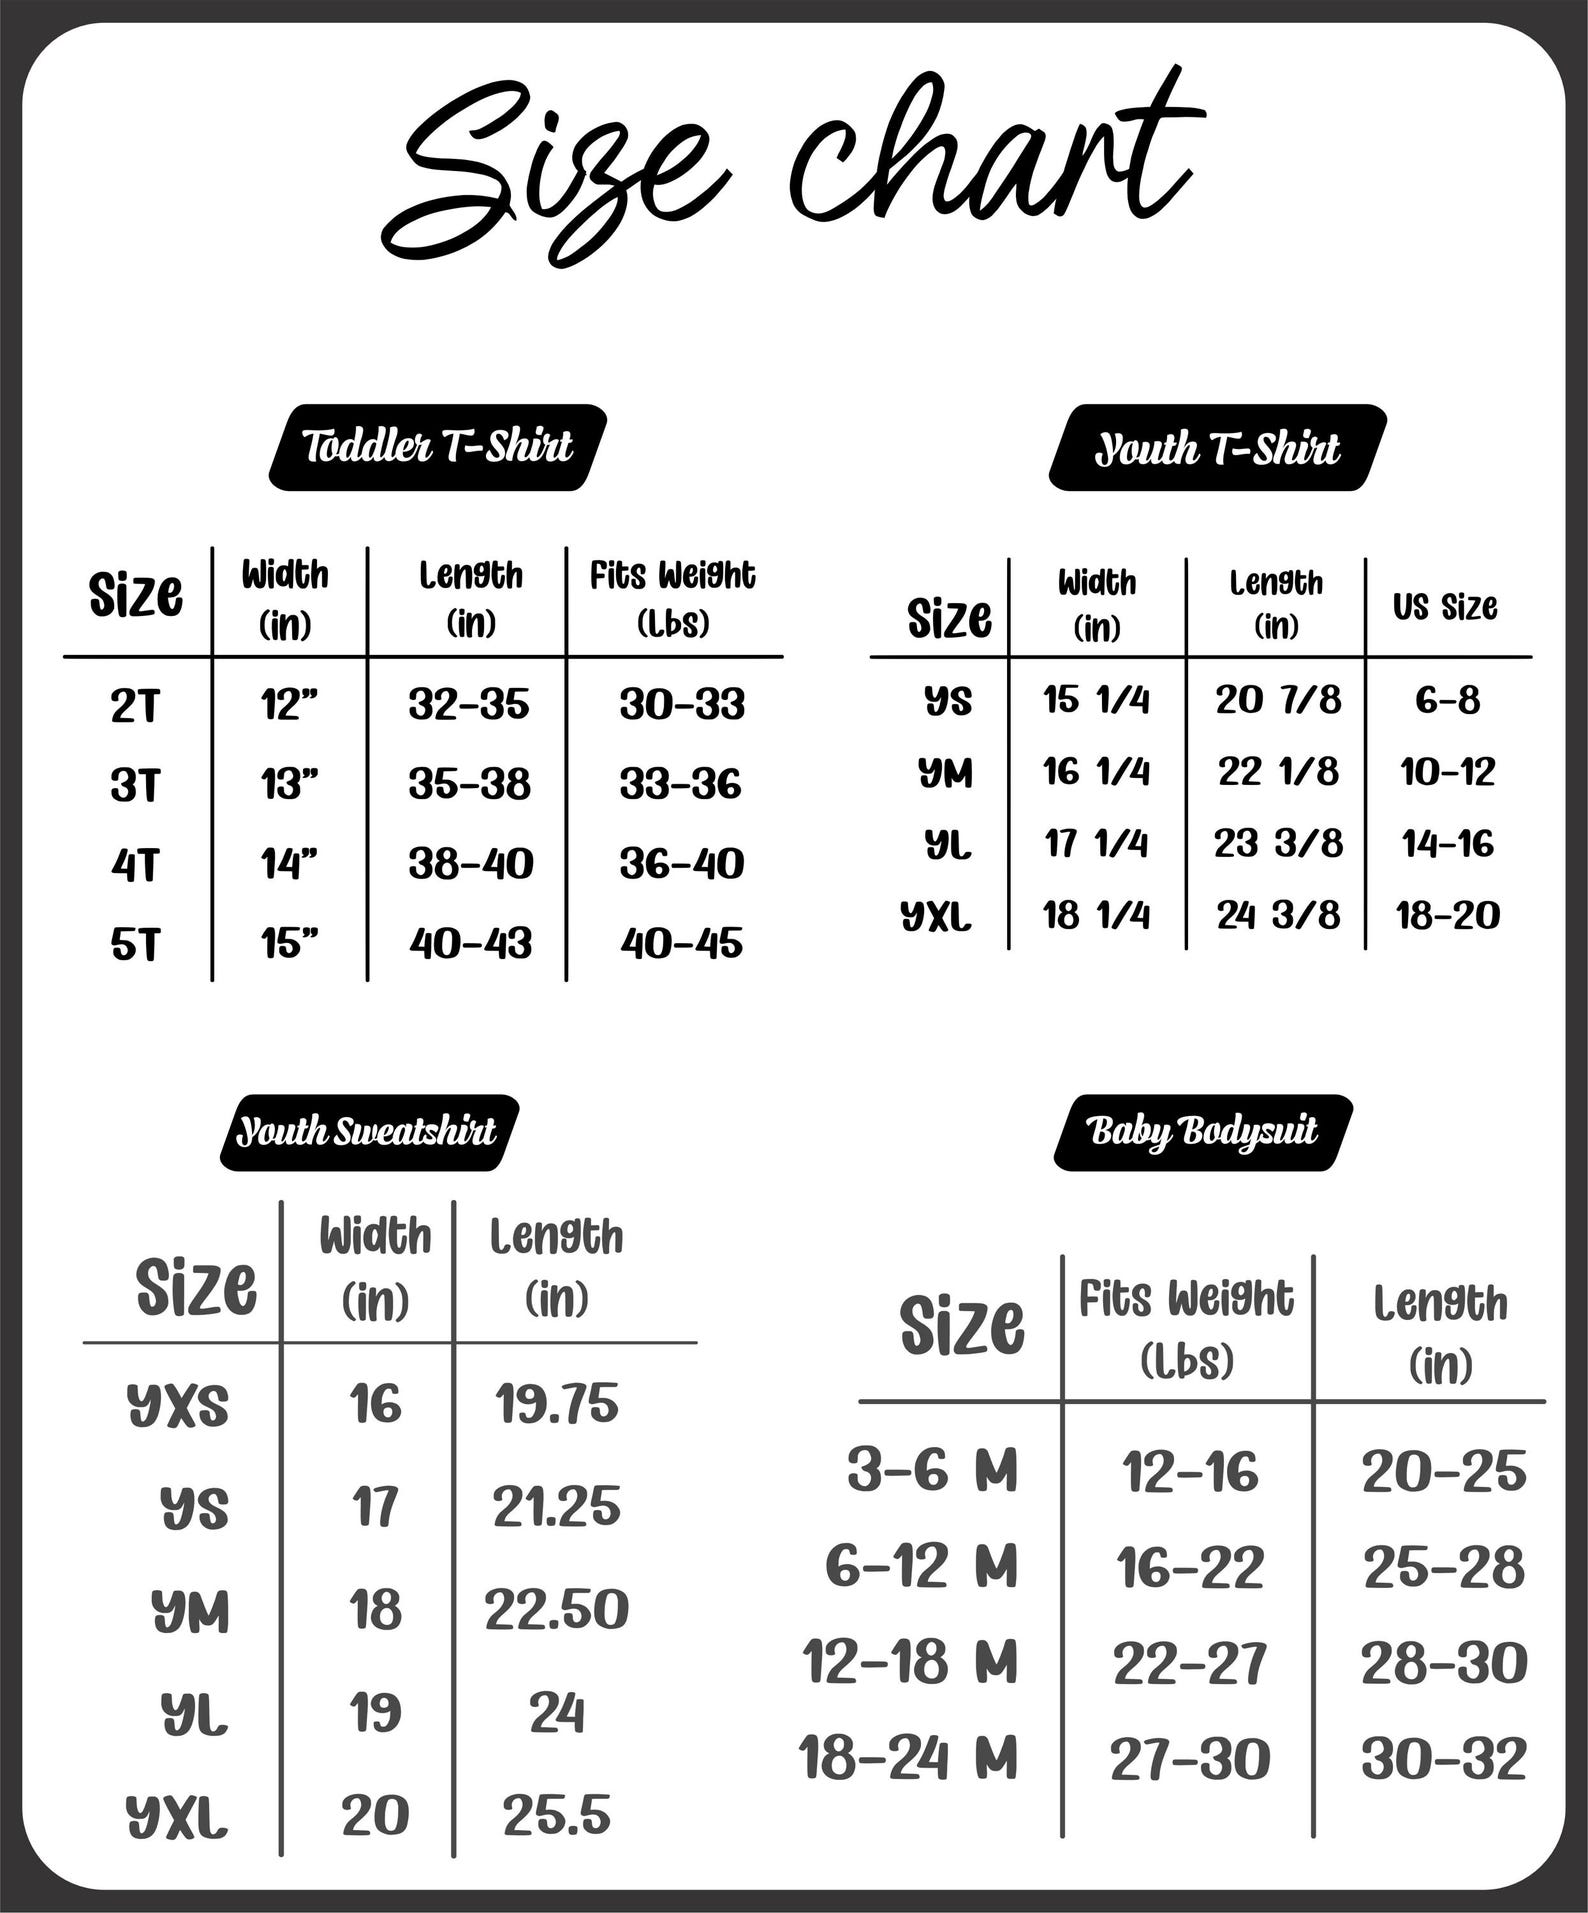 Size chart
Toddler T-Shirt
Size Width (in) Length (in) Fits Weight (Lbs)
2T 12” 32-35 30-33
3T 13” 35-38 33-36
4T 14” 38-40 36-40
5T 15” 40-43 40-45
Youth T-Shirt
Size Width (in) Length (in) US Size
YS 15 1/4 20 7/8 6-8
YM 16 1/4 22 1/8 10-12
YL 17 1/4 23 3/8 14-16
YXL 18 1/4 24 3/8 18-20
Youth Sweatshirt
Size Width (in) Length (in)
YXS 16 19.75
YS 17 21.25
YM 18 22.50
YL 19 24
YXL 20 25.5
Baby Bodysuit
Size Fits Weight (Lbs) Length (in)
3-6 M 12-16 20-25
6-12 M 16-22 25-28
12-18 M 22-27 28-30
18-24 M 27-30 30-32